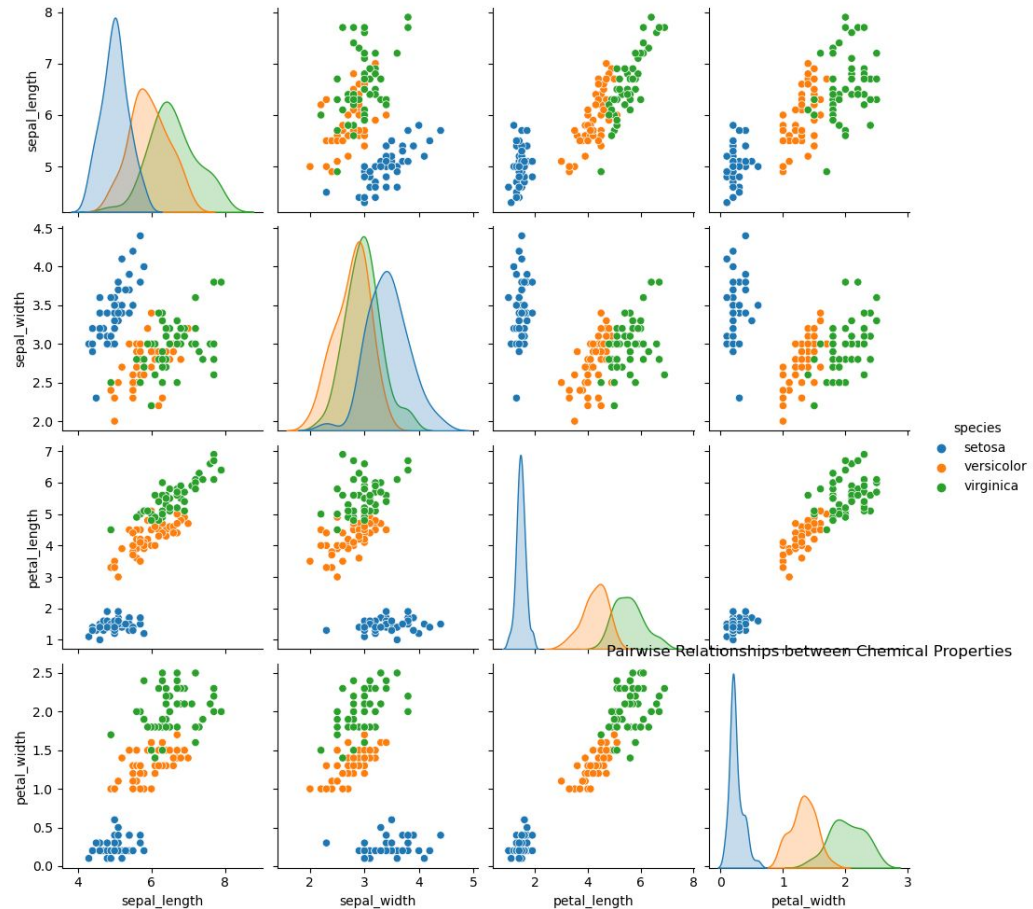 8
7
6
5
sepal_length
4.5
4.0
3.5
3.0
2.5
2.0
sepal_width
species
setosa
versicolor
virginica
7
6
5
4
3
2
1
petal_length
Pairwise Relationships between Chemical Properties
2.5
2.0
1.5
1.0
0.5
0.0
petal_width
4 6 8 2 3 4 5 2 4 6 8 0 1 2 3
sepal_length sepal_width petal_length petal_width